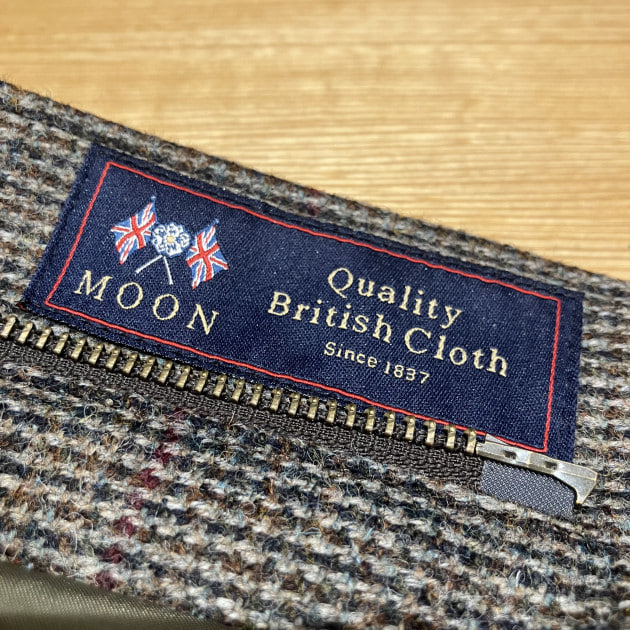 MOON
Quality
British Cloth
Since 1837